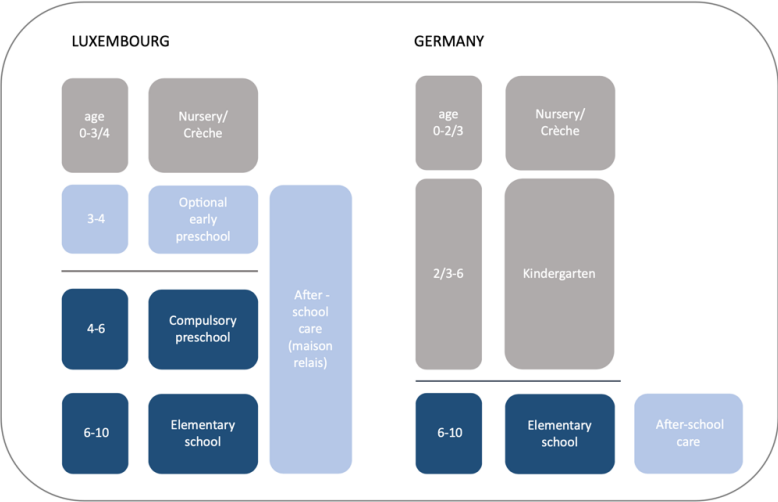 LUXEMBOURG
age
0-3/4
Nursery/
Crèche
3-4
Optional
early
preschool
4-6
Compulsory
preschool
6-10
Elementary
school
After -
school
care
(maison
relais)
GERMANY
age
0-2/3
Nursery/
Crèche
2/3-6
Kindergarten
6-10
Elementary
school
After-school
care